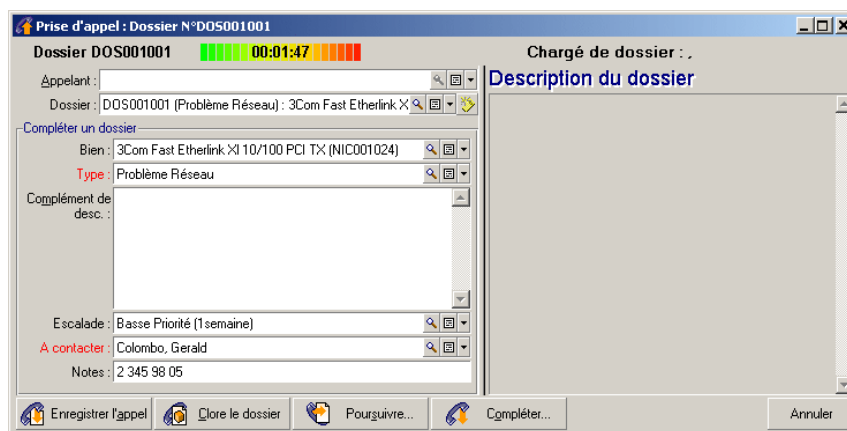 Prise d'appel : Dossier N°DOS001001
Dossier DOS001001 00:01:47 Chargé de dossier : ,
Appelant :
Description du dossier
Dossier : DOS001001 (Problème Réseau) : 3Com Fast Etherlink X
Compléter un dossier
Bien : 3Com Fast Etherlink XI 10/100 PCI TX (NIC001024)
Type : Problème Réseau
Complément de
desc. :
Escalade : Basse Priorité (1semaine)
A contacter : Colombo, Gerald
Notes : 2 345 98 05
Enregistrer l'appel Clore le dossier Poursuivre... Compléter... Annuler